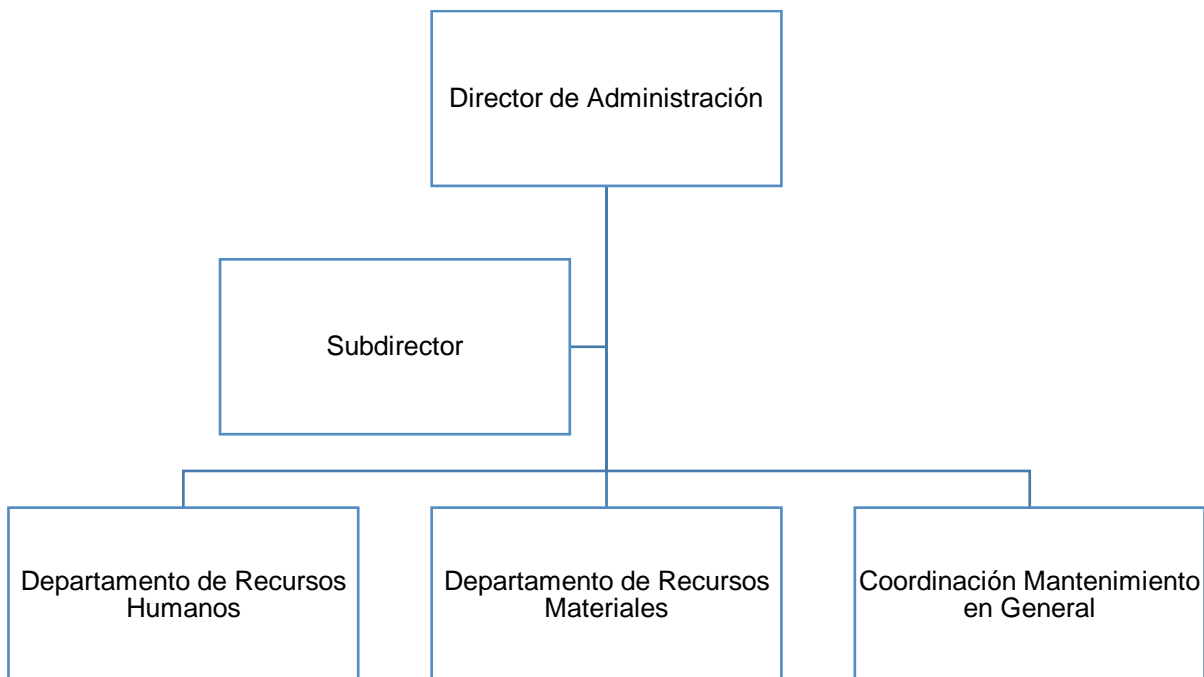 Director de Administración
Subdirector
Departamento de Recursos
Humanos
Departamento de Recursos
Materiales
Coordinación Mantenimiento
en General